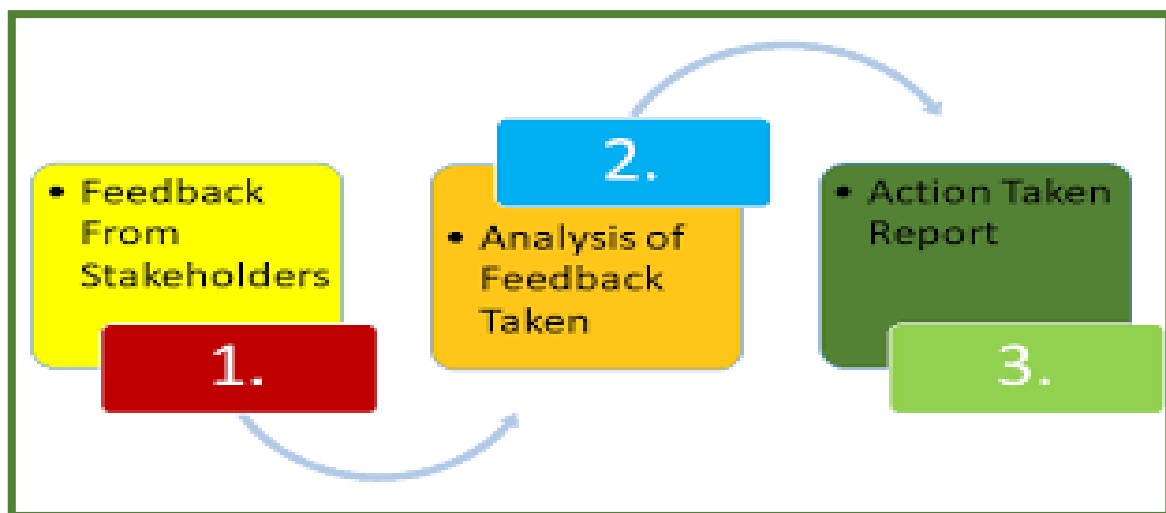 • Feedback
From
Stakeholders
1.
2.
• Analysis of
Feedback
Taken
• Action Taken
Report
3.